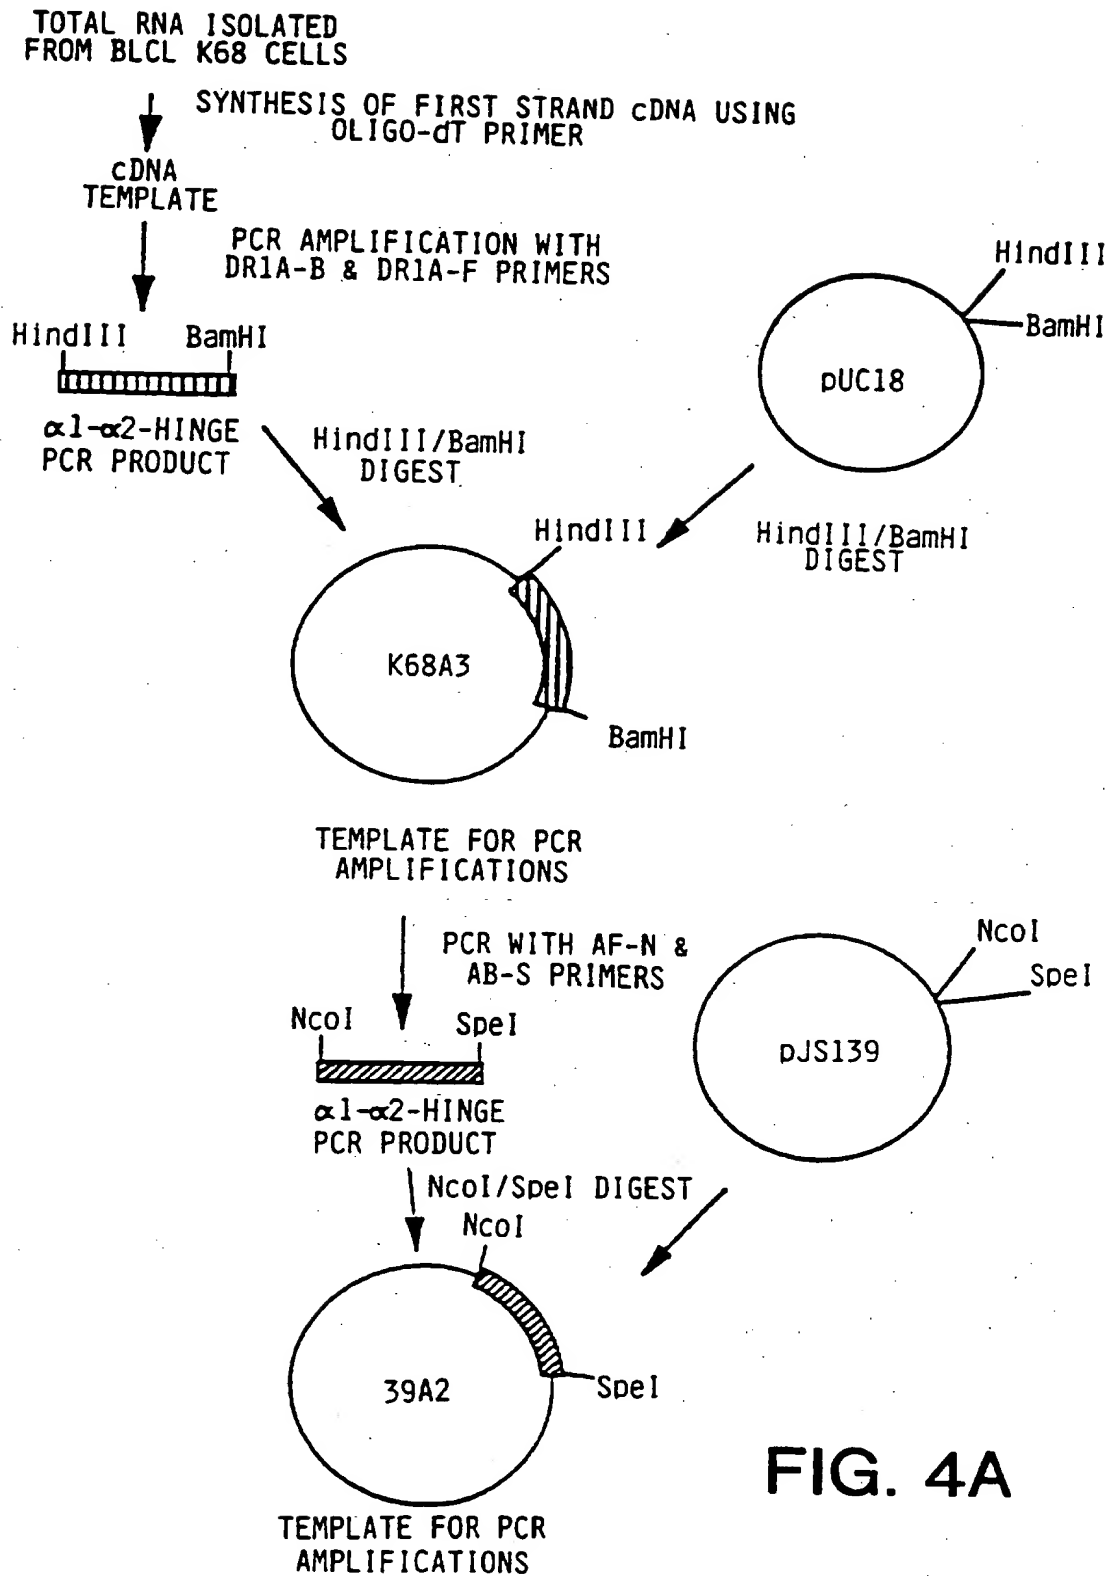 TOTAL RNA ISOLATED
FROM BLCL K68 CELLS
SYNTHESIS OF FIRST STRAND cDNA USING
OLIGO-dT PRIMER
cDNA
TEMPLATE
PCR AMPLIFICATION WITH
DR1A-B & DR1A-F PRIMERS
HindIII
BamHI
HindIII
BamHI
pUC18
α1-α2-HINGE
PCR PRODUCT
HindIII/BamHI
DIGEST
HindIII
HindIII/BamHI
DIGEST
K68A3
BamHI
TEMPLATE FOR PCR
AMPLIFICATIONS
PCR WITH AF-N &
AB-S PRIMERS
NcoI
SpeI
NcoI
SpeI
pJS139
α1-α2-HINGE
PCR PRODUCT
NcoI/SpeI DIGEST
NcoI
39A2
SpeI
FIG. 4A
TEMPLATE FOR PCR
AMPLIFICATIONS